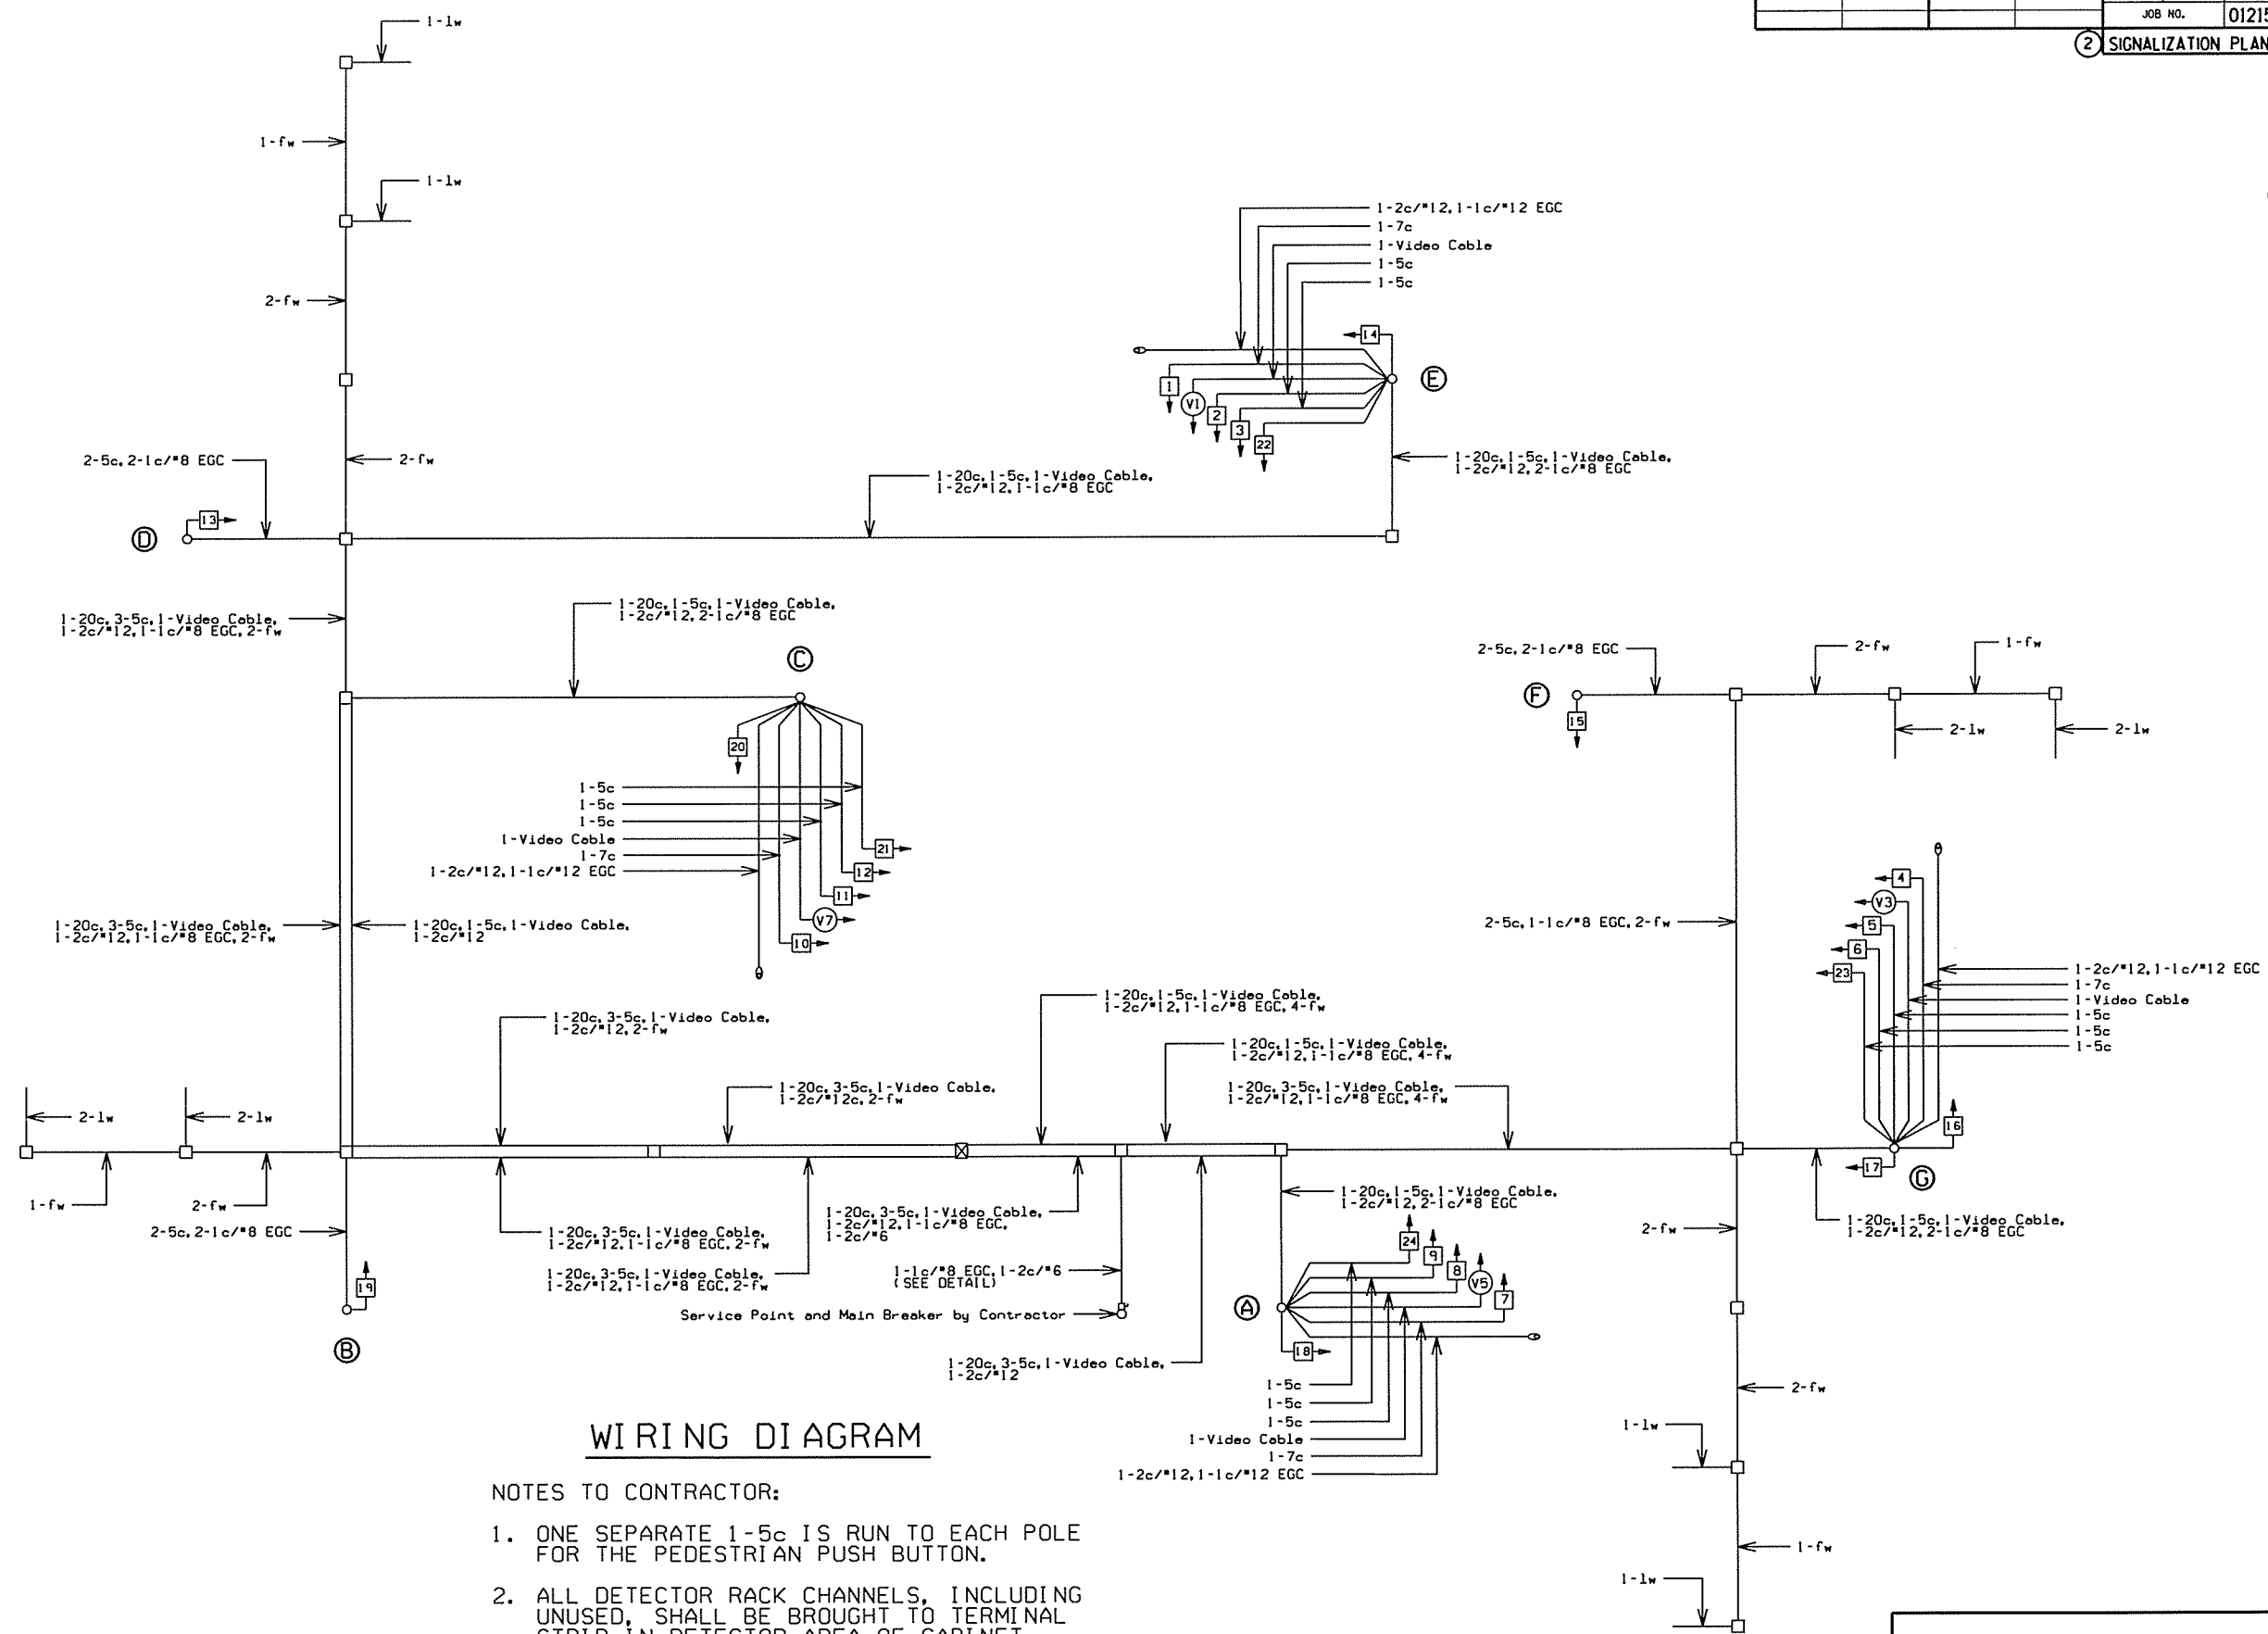 JOB NO.
2 SIGNALIZATION PLAN
1-lw
1-fw
1-lw
2-fw
1-2c/#12,1-1c/#12 EGC
1-7c
1-Video Cable
1-5c
1-5c
14
1
V1
2
3
22
E
2-5c,2-1c/#8 EGC
2-fw
1-20c,1-5c,1-Video Cable,
1-2c/#12,1-1c/#8 EGC
1-20c,1-5c,1-Video Cable,
1-2c/#12,2-1c/#8 EGC
13
D
1-20c,3-5c,1-Video Cable,
1-2c/#12,1-1c/#8 EGC,2-fw
1-20c,1-5c,1-Video Cable,
1-2c/#12,2-1c/#8 EGC
C
2-5c,2-1c/#8 EGC
2-fw
1-fw
F
15
2-lw
2-lw
20
1-5c
1-5c
1-5c
1-Video Cable
1-7c
1-2c/#12,1-1c/#12 EGC
21
12
11
V7
10
1-20c,3-5c,1-Video Cable,
1-2c/#12,1-1c/#8 EGC,2-fw
1-20c,1-5c,1-Video Cable,
1-2c/#12
2-5c,1-1c/#8 EGC,2-fw
4
V3
5
6
23
1-2c/#12,1-1c/#12 EGC
1-7c
1-Video Cable
1-5c
1-5c
1-5c
1-20c,3-5c,1-Video Cable,
1-2c/#12,2-fw
1-20c,1-5c,1-Video Cable,
1-2c/#12,1-1c/#8 EGC,4-fw
1-20c,1-5c,1-Video Cable,
1-2c/#12,1-1c/#8 EGC,4-fw
1-20c,3-5c,1-Video Cable,
1-2c/#12c,2-fw
1-20c,3-5c,1-Video Cable,
1-2c/#12,1-1c/#8 EGC,4-fw
2-lw
2-lw
16
17
G
1-fw
2-fw
2-5c,2-1c/#8 EGC
1-20c,3-5c,1-Video Cable,
1-2c/#12,1-1c/#8 EGC,2-fw
1-20c,3-5c,1-Video Cable,
1-2c/#12,1-1c/#8 EGC,
1-2c/#6
1-20c,1-5c,1-Video Cable,
1-2c/#12,2-1c/#8 EGC
2-fw
1-20c,1-5c,1-Video Cable,
1-2c/#12,2-1c/#8 EGC
1-20c,3-5c,1-Video Cable,
1-2c/#12,1-1c/#8 EGC,2-fw
1-1c/#8 EGC,1-2c/#6
(SEE DETAIL)
24
9
8
V5
7
19
Service Point and Main Breaker by Contractor
A
B
18
1-20c,3-5c,1-Video Cable,
1-2c/#12
1-5c
1-5c
1-5c
1-Video Cable
1-7c
1-2c/#12,1-1c/#12 EGC
2-fw
1-lw
1-fw
1-lw
WIRING DIAGRAM
NOTES TO CONTRACTOR:
1. ONE SEPARATE 1-5c IS RUN TO EACH POLE
FOR THE PEDESTRIAN PUSH BUTTON.
2. ALL DETECTOR RACK CHANNELS, INCLUDING
UNUSED, SHALL BE BROUGHT TO TERMINAL
STRIP IN DETECTOR AREA OF CABINET